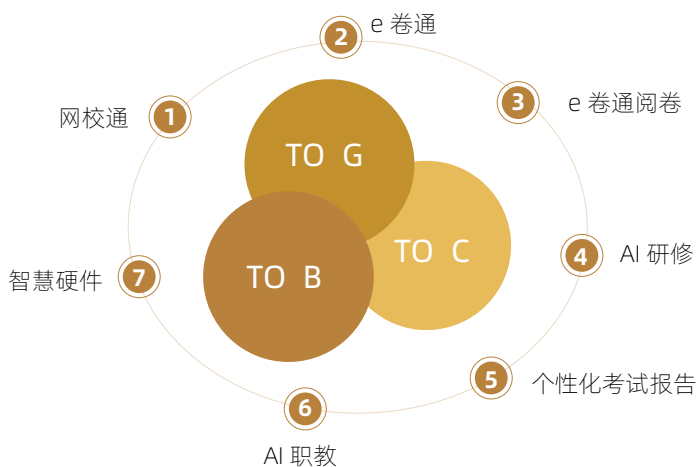 2 e 卷通
1 网校通
3 e 卷通阅卷
TO G
TO C
TO B
4 AI 研修
7 智慧硬件
5 个性化考试报告
6 AI 职教